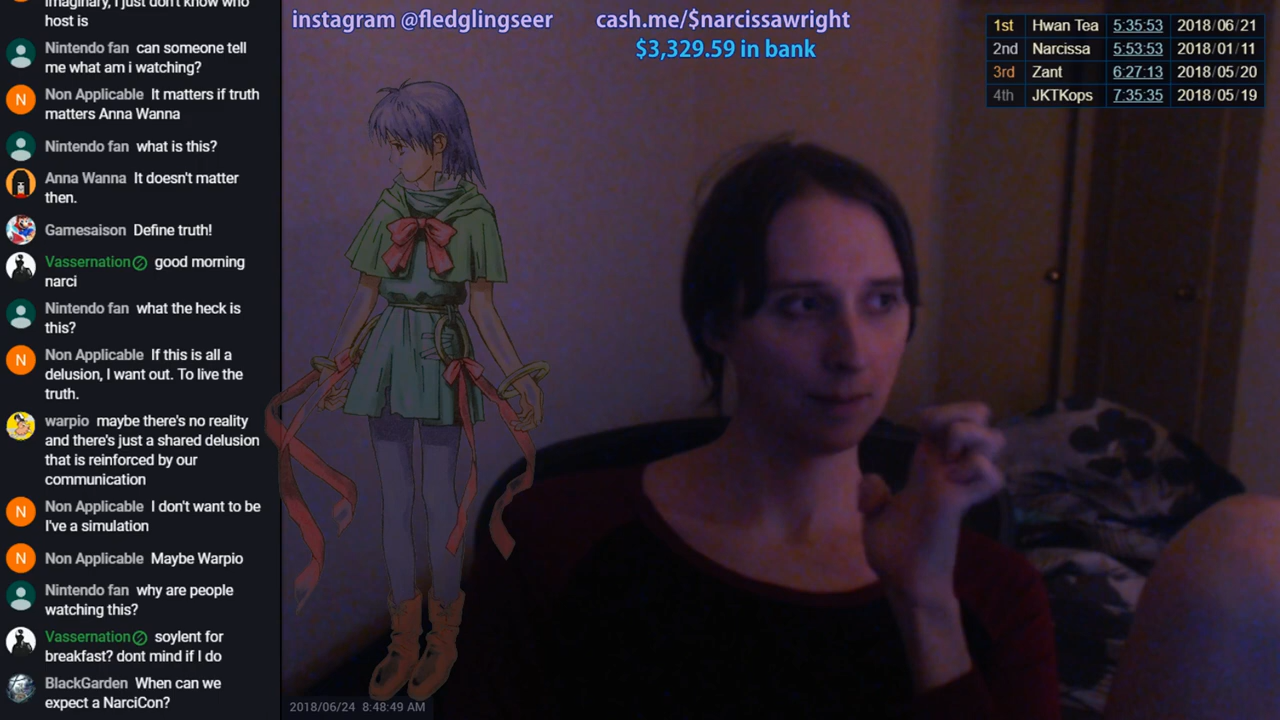 imaginary, I just don't know who
host is
Nintendo fan can someone tell
me what am i watching?
N
Non Applicable It matters if truth
matters Anna Wanna
Nintendo fan what is this?
Anna Wanna It doesn't matter
then.
Gamesaison Define truth!
Vassernation good morning
narci
Nintendo fan what the heck is
this?
N
Non Applicable If this is all a
delusion, I want out. To live the
truth.
warpio maybe there's no reality
and there's just a shared delusion
that is reinforced by our
communication
N
Non Applicable I don't want to be
I've a simulation
N
Non Applicable Maybe Warpio
Nintendo fan why are people
watching this?
Vassernation soylent for
breakfast? dont mind if I do
BlackGarden When can we
expect a NarciCon?
instagram @fledglingseer
cash.me/$narcissawright
$3,329.59 in bank
1st Hwan Tea 5:35:53 2018/06/21
2nd Narcissa 5:53:53 2018/01/11
3rd Zant 6:27:13 2018/05/20
4th JKTKops 7:35:35 2018/05/19
2018/06/24 8:48:49 AM